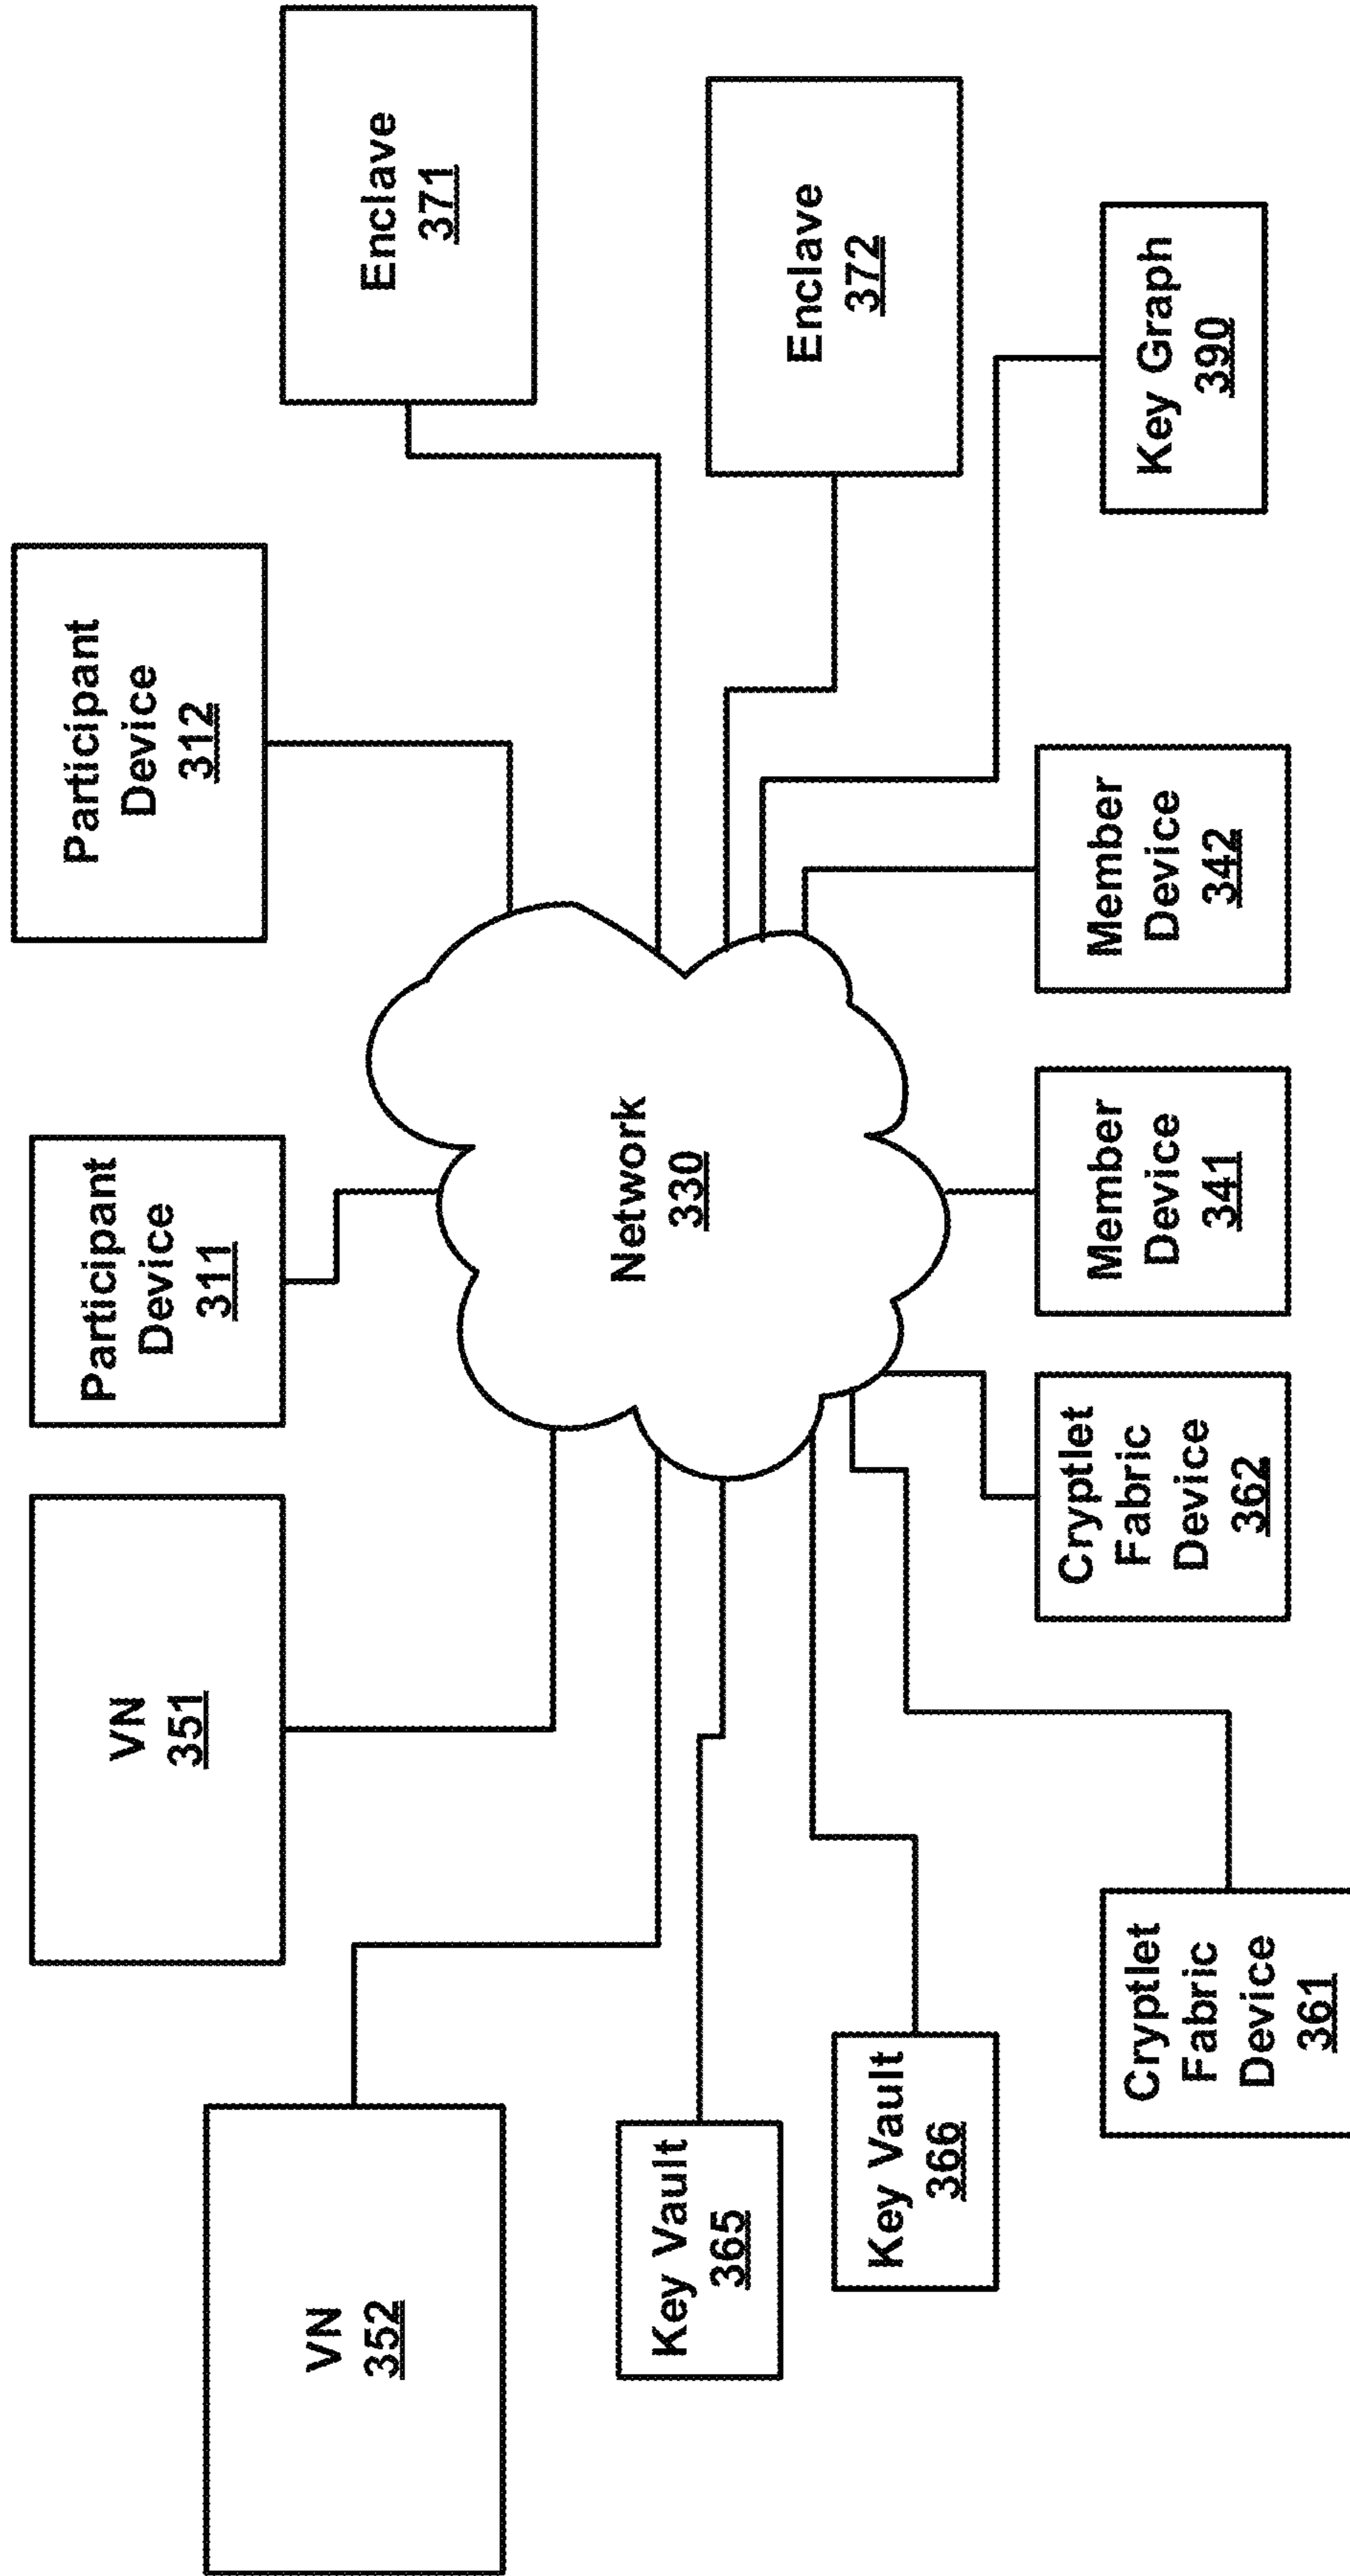 VN
352
VN
351
Participant
Device
311
Participant
Device
312
Enclave
371
Key Vault
365
Key Vault
366
Network
330
Enclave
372
Cryptlet
Fabric
Device
361
Cryptlet
Fabric
Device
362
Member
Device
341
Member
Device
342
Key Graph
390